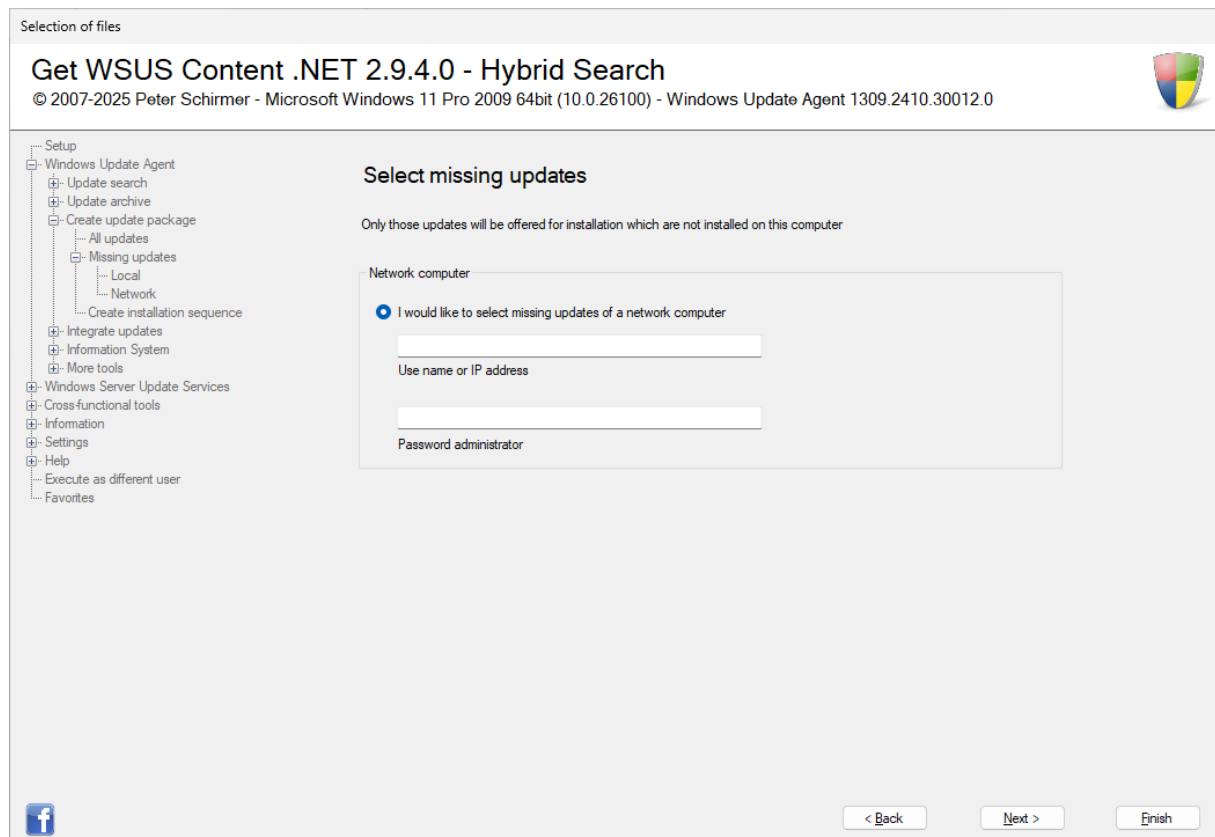 Selection of files
Get WSUS Content .NET 2.9.4.0 - Hybrid Search
© 2007-2025 Peter Schirmer - Microsoft Windows 11 Pro 2009 64bit (10.0.26100) - Windows Update Agent 1309.2410.30012.0
Setup
Windows Update Agent
Update search
Update archive
Create update package
All updates
Missing updates
Local
Network
Create installation sequence
Integrate updates
Information System
More tools
Windows Server Update Services
Cross-functional tools
Information
Settings
Help
Execute as different user
Favorites
Select missing updates
Only those updates will be offered for installation which are not installed on this computer
Network computer
I would like to select missing updates of a network computer
Use name or IP address
Password administrator
f
< Back
Next >
Finish